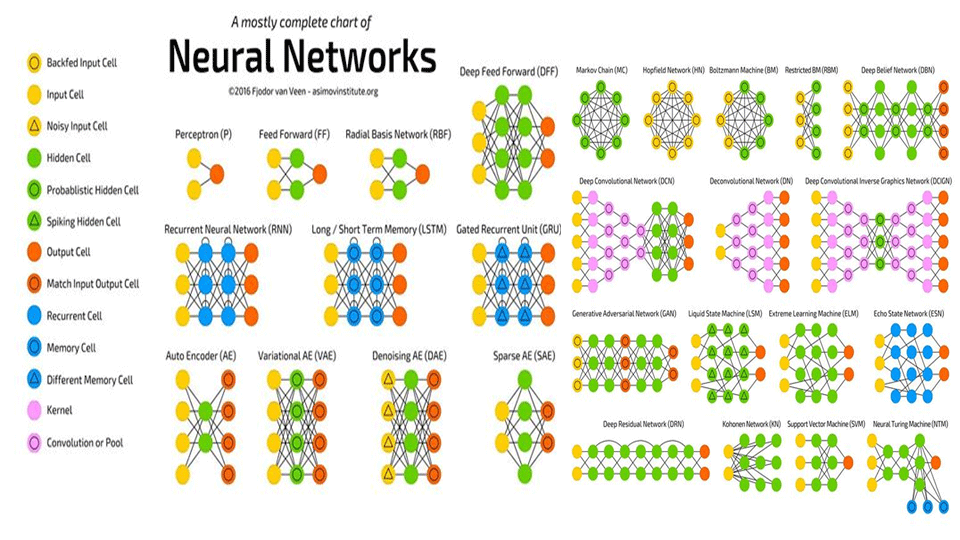 A mostly complete chart of
Neural Networks
©2016 Fjodor van Veen - asimovinstitute.org
Backfed Input Cell
Input Cell
Noisy Input Cell
Hidden Cell
Probablistic Hidden Cell
Spiking Hidden Cell
Output Cell
Match Input Output Cell
Recurrent Cell
Memory Cell
Different Memory Cell
Kernel
Convolution or Pool
Perceptron (P)
Feed Forward (FF)
Radial Basis Network (RBF)
Deep Feed Forward (DFF)
Recurrent Neural Network (RNN)
Long / Short Term Memory (LSTM)
Gated Recurrent Unit (GRU)
Auto Encoder (AE)
Variational AE (VAE)
Denoising AE (DAE)
Sparse AE (SAE)
Markov Chain (MC)
Hopfield Network (HN)
Boltzmann Machine (BM)
Restricted BM (RBM)
Deep Belief Network (DBN)
Deep Convolutional Network (DCN)
Deconvolutional Network (DN)
Deep Convolutional Inverse Graphics Network (DCIGN)
Generative Adversarial Network (GAN)
Liquid State Machine (LSM)
Extreme Learning Machine (ELM)
Echo State Network (ESN)
Deep Residual Network (DRN)
Kohonen Network (KN)
Support Vector Machine (SVM)
Neural Turing Machine (NTM)